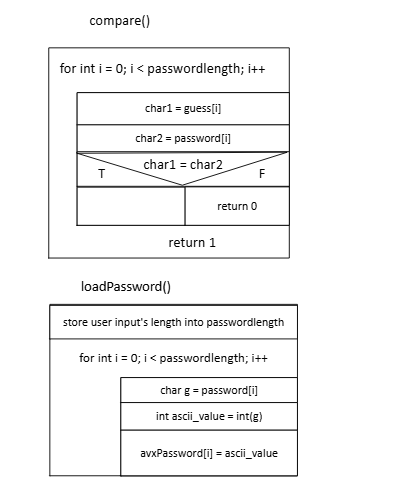 compare()
for int i = 0; i < passwordlength; i++
char1 = guess[i]
char2 = password[i]
char1 = char2
T
F
return 0
return 1
loadPassword()
store user input's length into passwordlength
for int i = 0; i < passwordlength; i++
char g = password[i]
int ascii_value = int(g)
avxPassword[i] = ascii_value